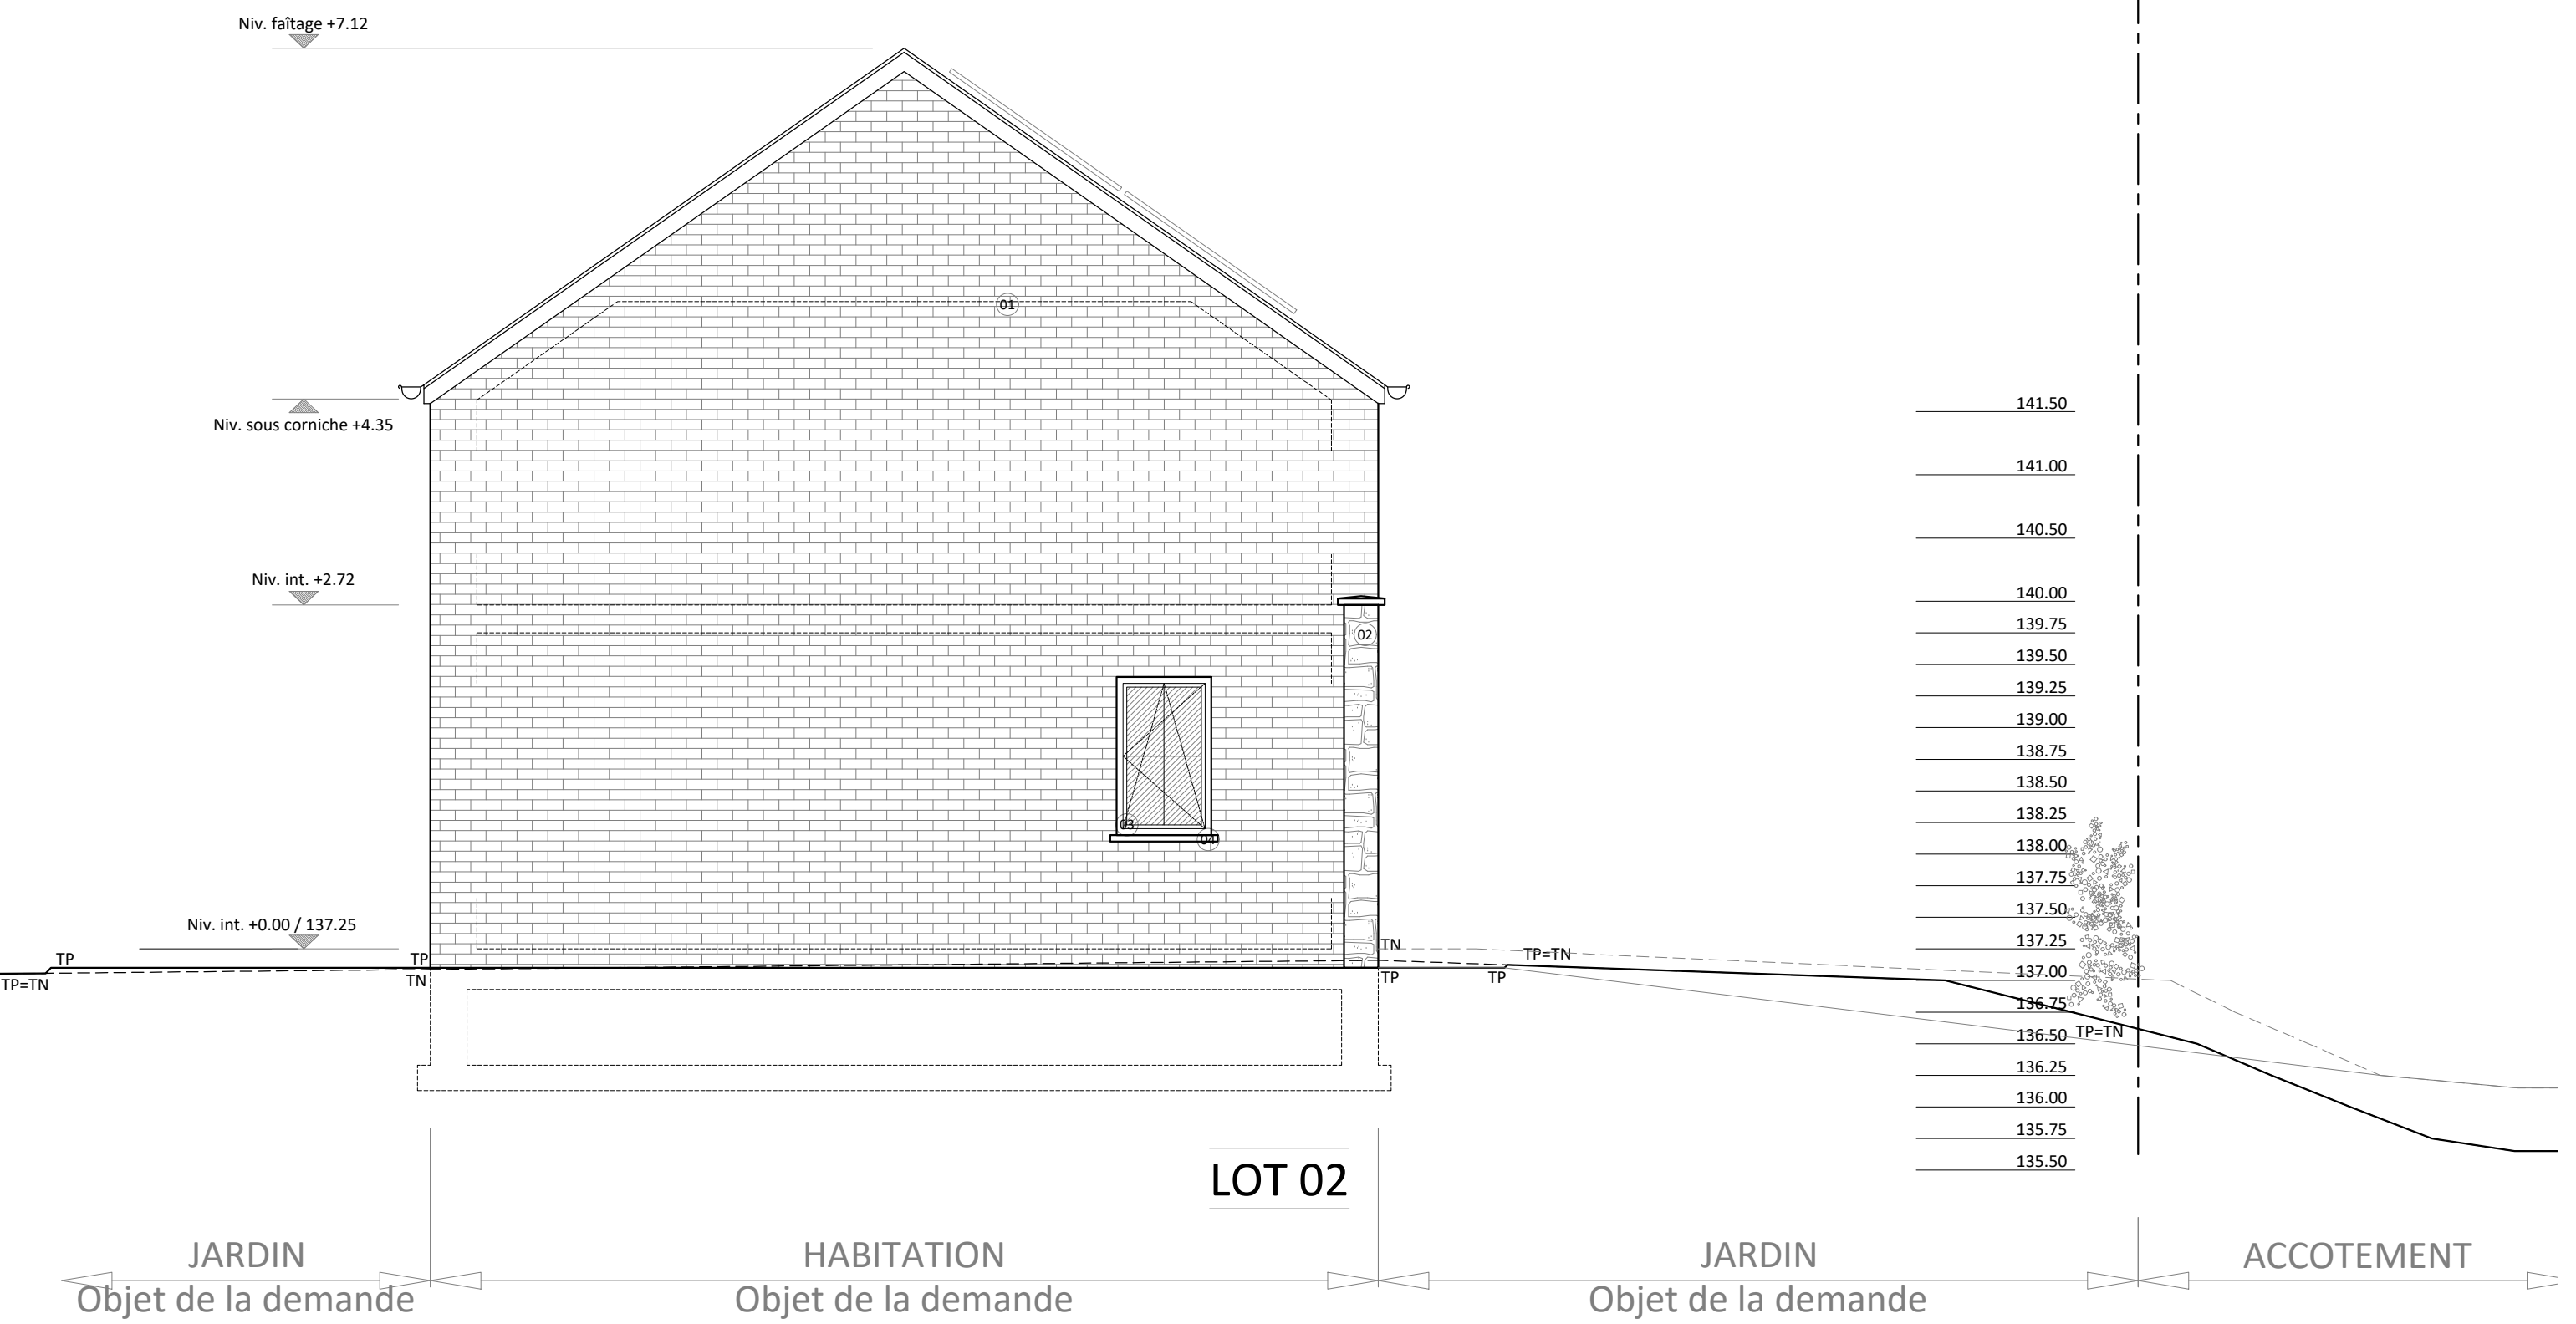 Niv. faîtage +7.12
01
Niv. sous corniche +4.35
141.50
141.00
140.50
Niv. int. +2.72
140.00
139.75
02
139.50
139.25
139.00
138.75
138.50
138.25
03
04
138.00
137.75
137.50
Niv. int. +0.00 / 137.25
137.25
TP
TP
TN
TP=TN
137.00
TP=TN
TN
TP
TP
136.75
136.50
TP=TN
136.25
136.00
135.75
135.50
LOT 02
JARDIN
HABITATION
JARDIN
ACCOTEMENT
Objet de la demande
Objet de la demande
Objet de la demande